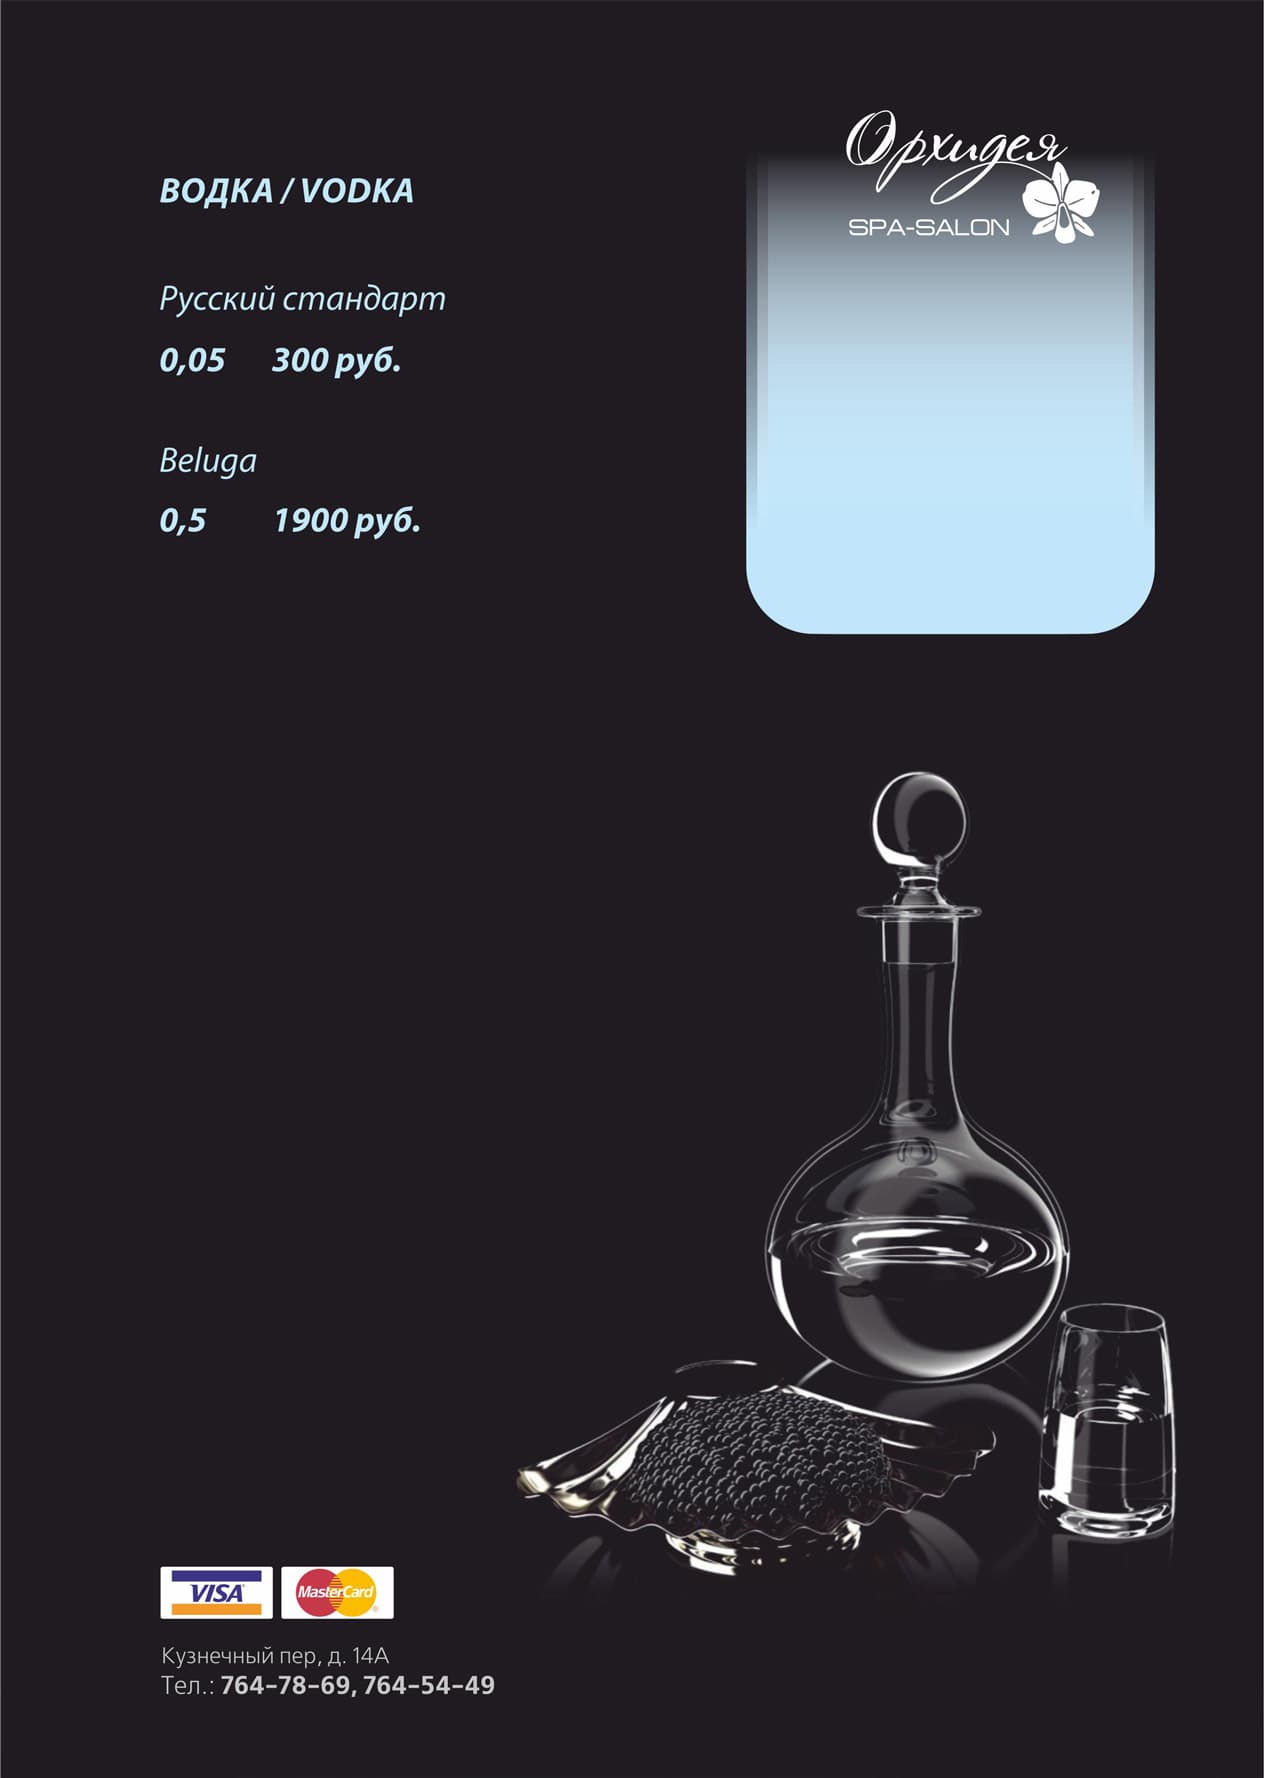 Орхидея
SPA-SALON
ВОДКА / VODKA
Русский стандарт
0,05 300 руб.
Beluga
0,5 1900 руб.
VISA MasterCard
Кузнечный пер, д. 14А
Тел.: 764-78-69, 764-54-49